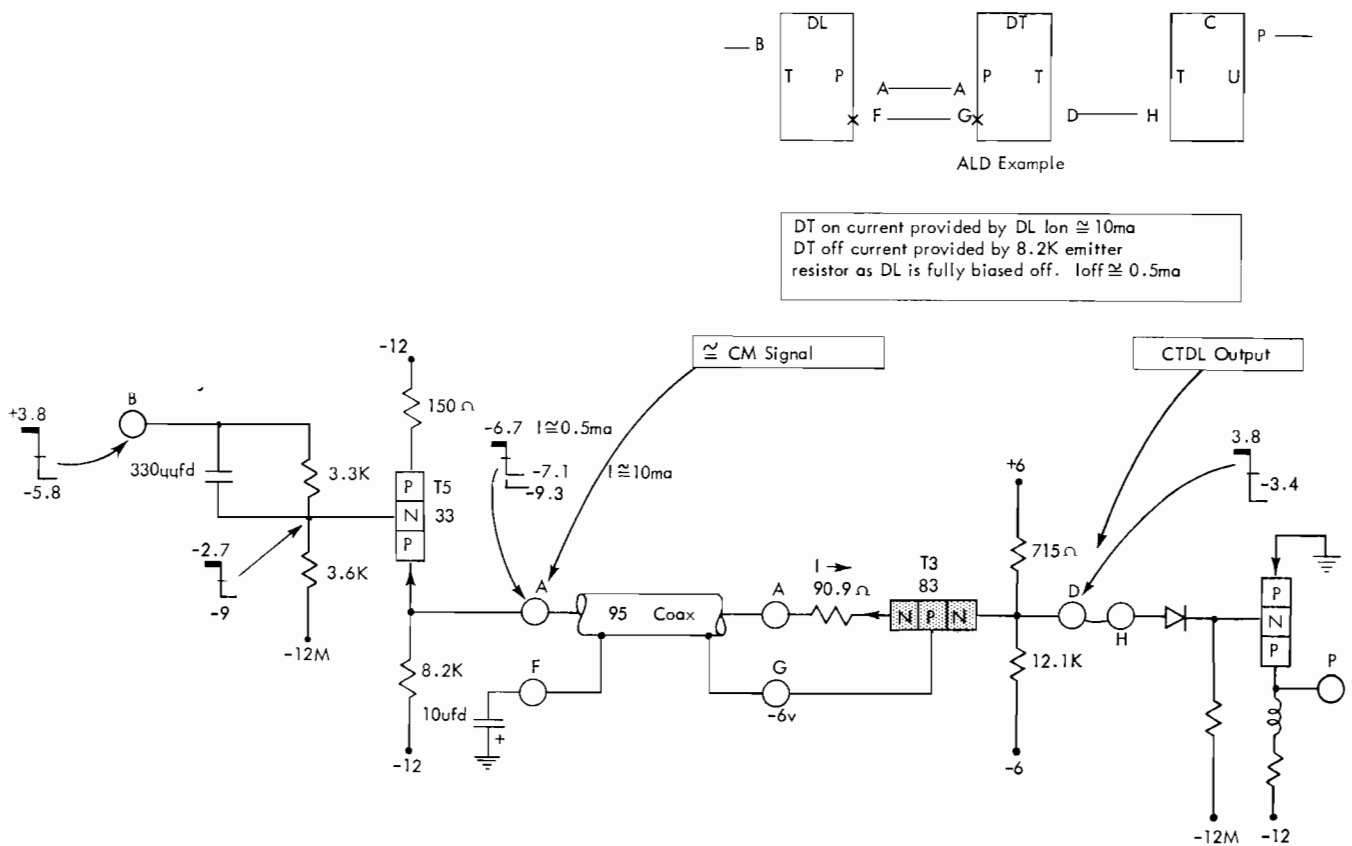 DL DT C
B P
T P P T T U
A A
F G D H
ALD Example
DT on current provided by DL Ion ≅ 10ma
DT off current provided by 8.2K emitter
resistor as DL is fully biased off. Ioff ≅ 0.5ma
≅ CM Signal
CTDL Output
-12
150 Ω
B
+3.8
-5.8
330µµfd
3.3K
P
N
P
T5
33
-2.7
-9
3.6K
-12M
-6.7 I≅0.5ma
-7.1 I≅10ma
-9.3
A
95 Coax
A
I →
90.9 Ω
T3
83
N P N
+6
715Ω
D
H
3.8
-3.4
P
N
P
P
8.2K
F
10ufd
+
G
-6v
12.1K
-12
-6
-12M
-12